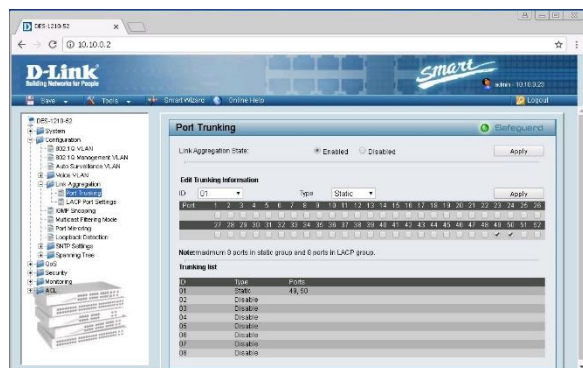 DES-1210-52
10.10.0.2
D-Link
Building Networks for People
smart
admin - 10.10.9.29
Save Tools Smart Wizard Online Help Logout
DES-1210-52
System
Configuration
802.1Q VLAN
802.1Q Management VLAN
Auto Surveillance VLAN
Voice VLAN
Link Aggregation
Port Trunking
LACP Port Settings
IGMP Snooping
Multicast Filtering Mode
Port Mirroring
Loopback Detection
SNTP Settings
Spanning Tree
QoS
Security
Monitoring
ACL
Port Trunking
Safeguard
Link Aggregation State: Enabled Disabled Apply
Edit Trunking Information
ID 01 Type Static Apply
Port 1 2 3 4 5 6 7 8 9 10 11 12 13 14 15 16 17 18 19 20 21 22 23 24 25 26
27 28 29 30 31 32 33 34 35 36 37 38 39 40 41 42 43 44 45 46 47 48 49 50 51 52
Note: maximum 8 ports in static group and 8 ports in LACP group.
Trunking list
ID Type Ports
01 Static 49, 50
02 Disable
03 Disable
04 Disable
05 Disable
06 Disable
07 Disable
08 Disable